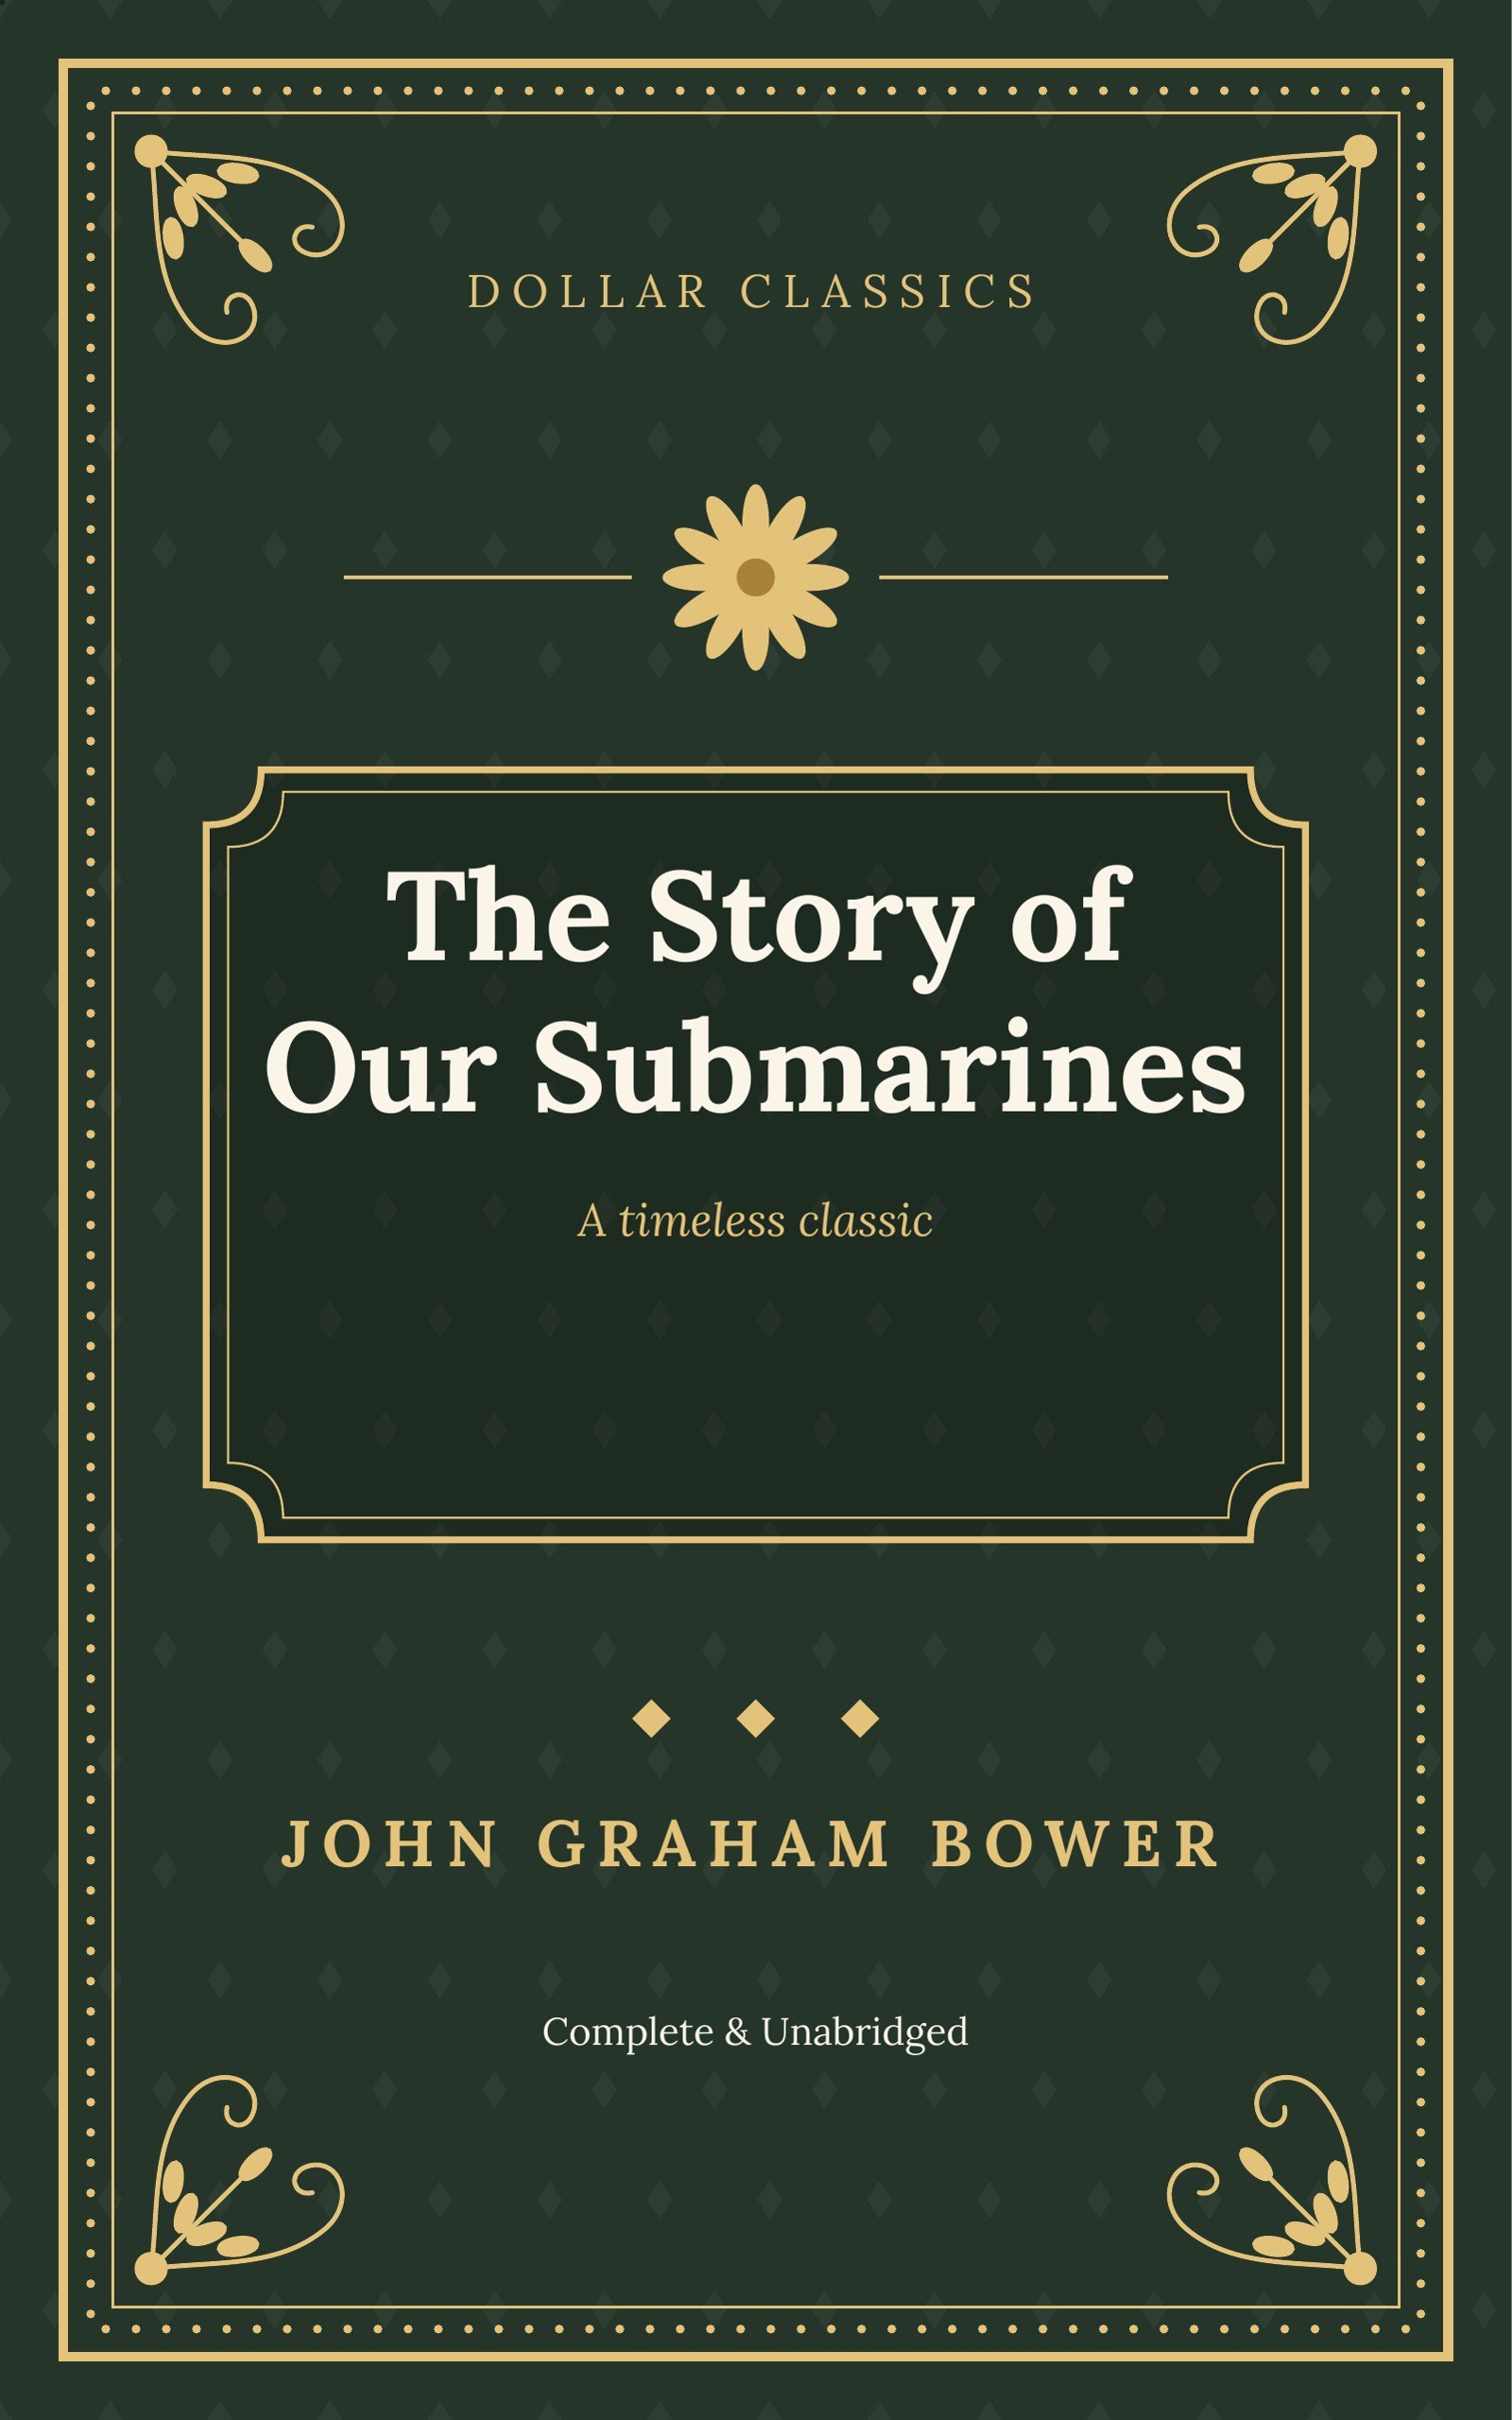 DOLLAR CLASSICS
The Story of
Our Submarines
A timeless classic
JOHN GRAHAM BOWER
Complete & Unabridged